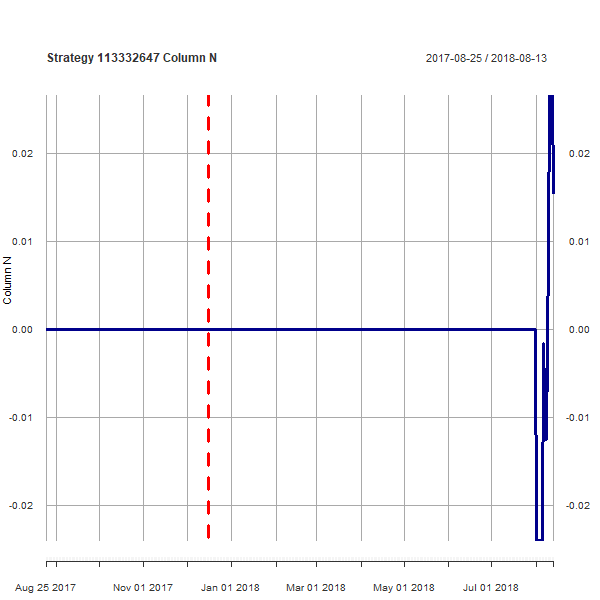 Strategy 113332647 Column N 2017-08-25 / 2018-08-13
0.02 0.02
0.01 0.01
Column N
0.00 0.00
-0.01 -0.01
-0.02 -0.02
Aug 25 2017 Nov 01 2017 Jan 01 2018 Mar 01 2018 May 01 2018 Jul 01 2018